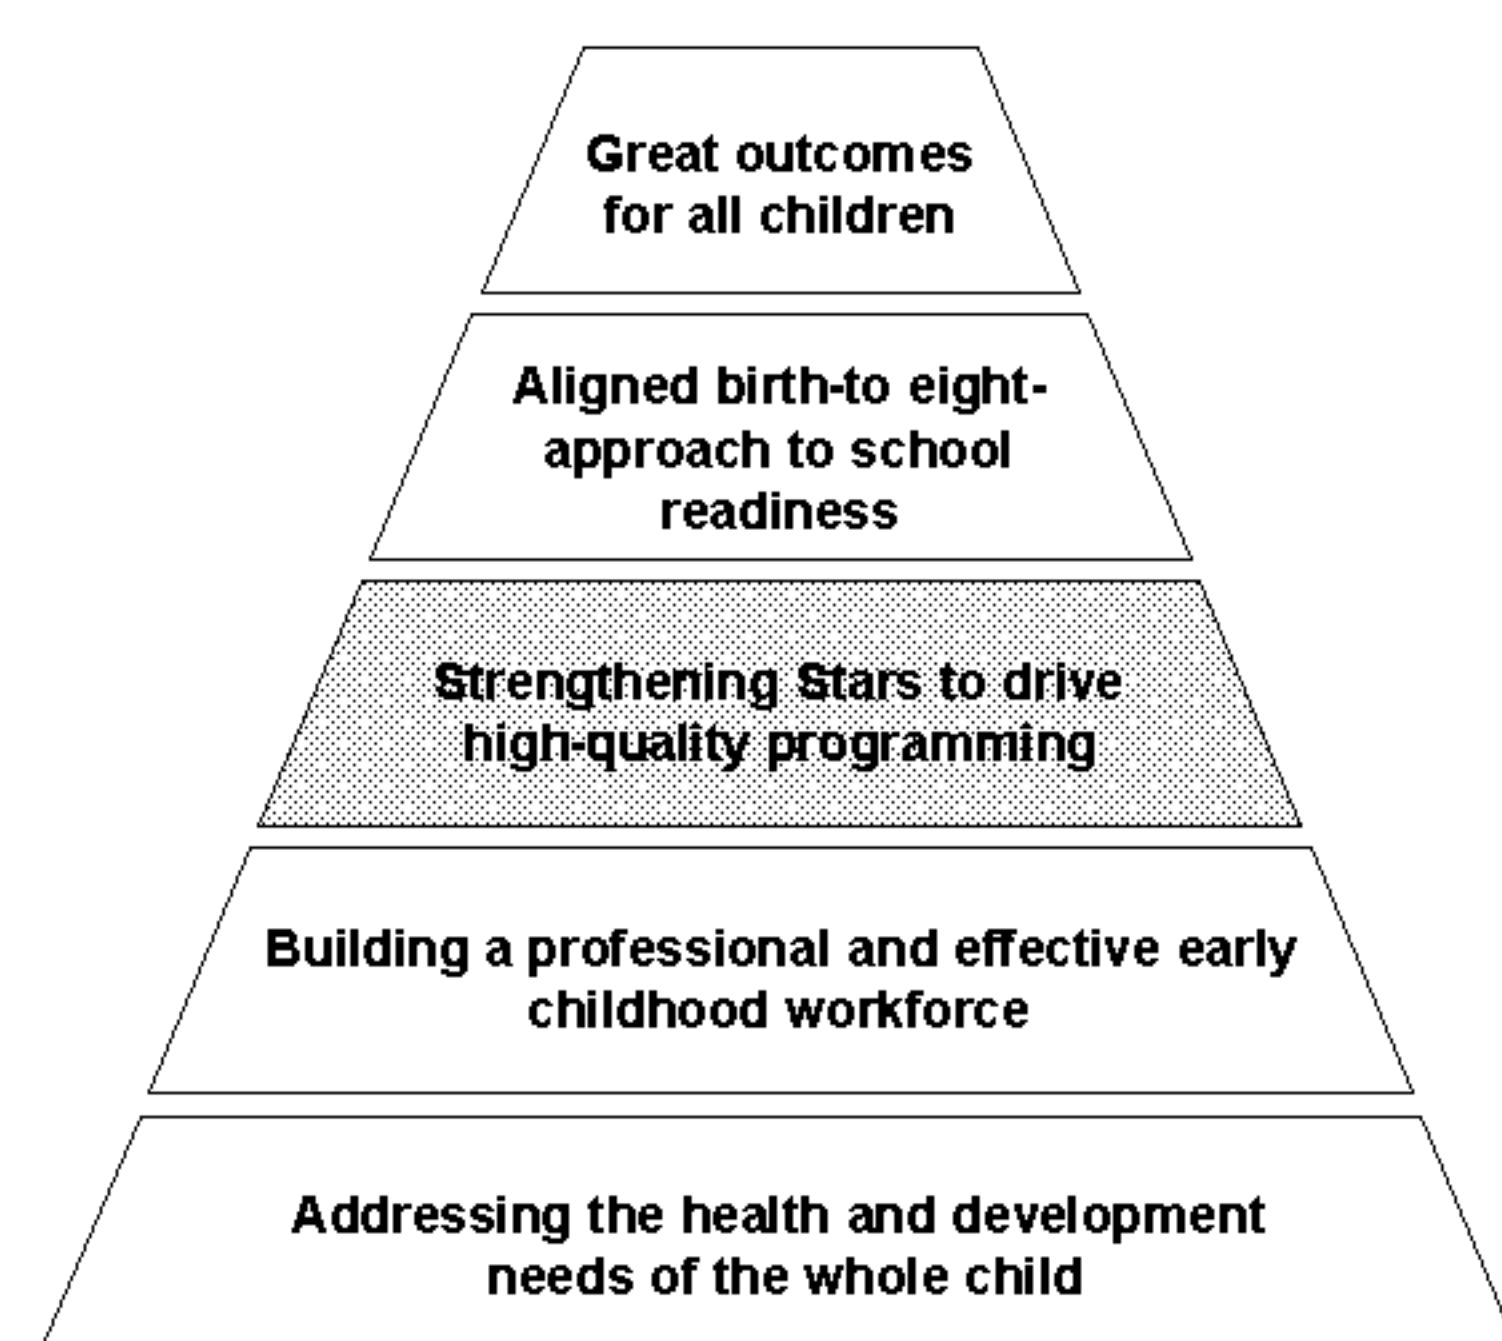 Great outcomes
for all children
Aligned birth-to eight-
approach to school
readiness
Strengthening Stars to drive
high-quality programming
Building a professional and effective early
childhood workforce
Addressing the health and development
needs of the whole child